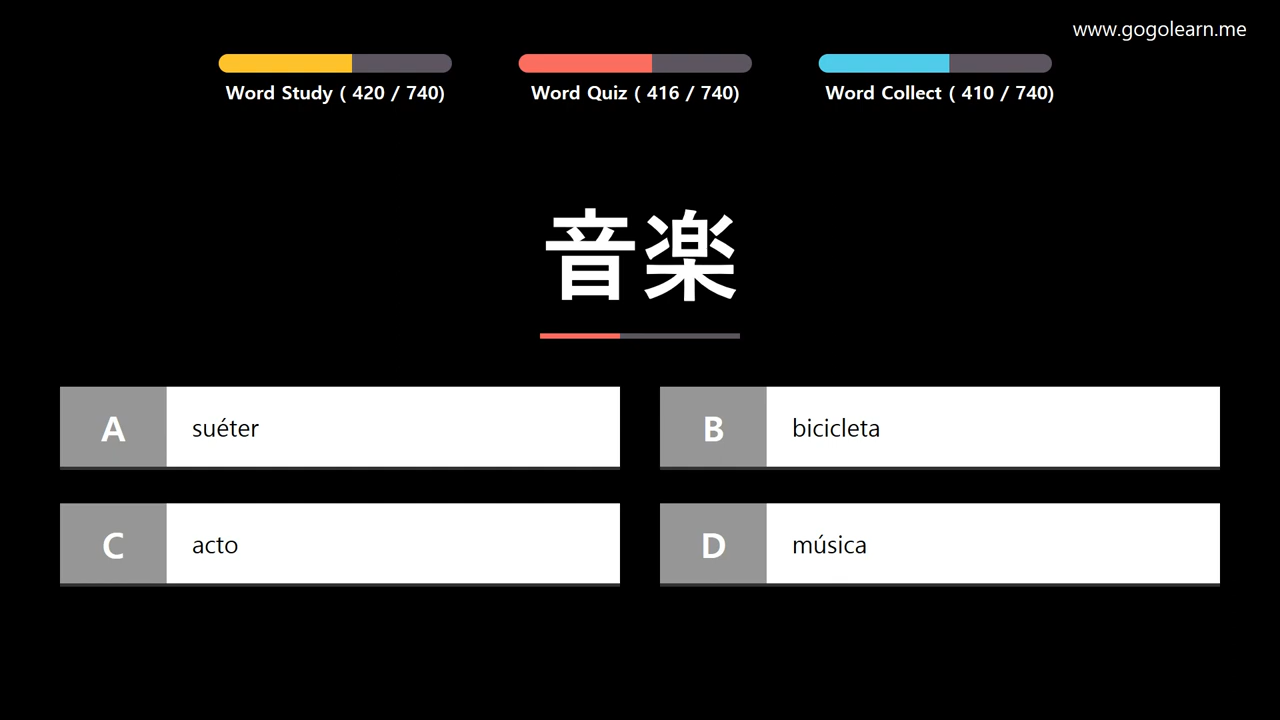 www.gogolearn.me
Word Study ( 420 / 740)
Word Quiz ( 416 / 740)
Word Collect ( 410 / 740)
音楽
A suéter
B bicicleta
C acto
D música